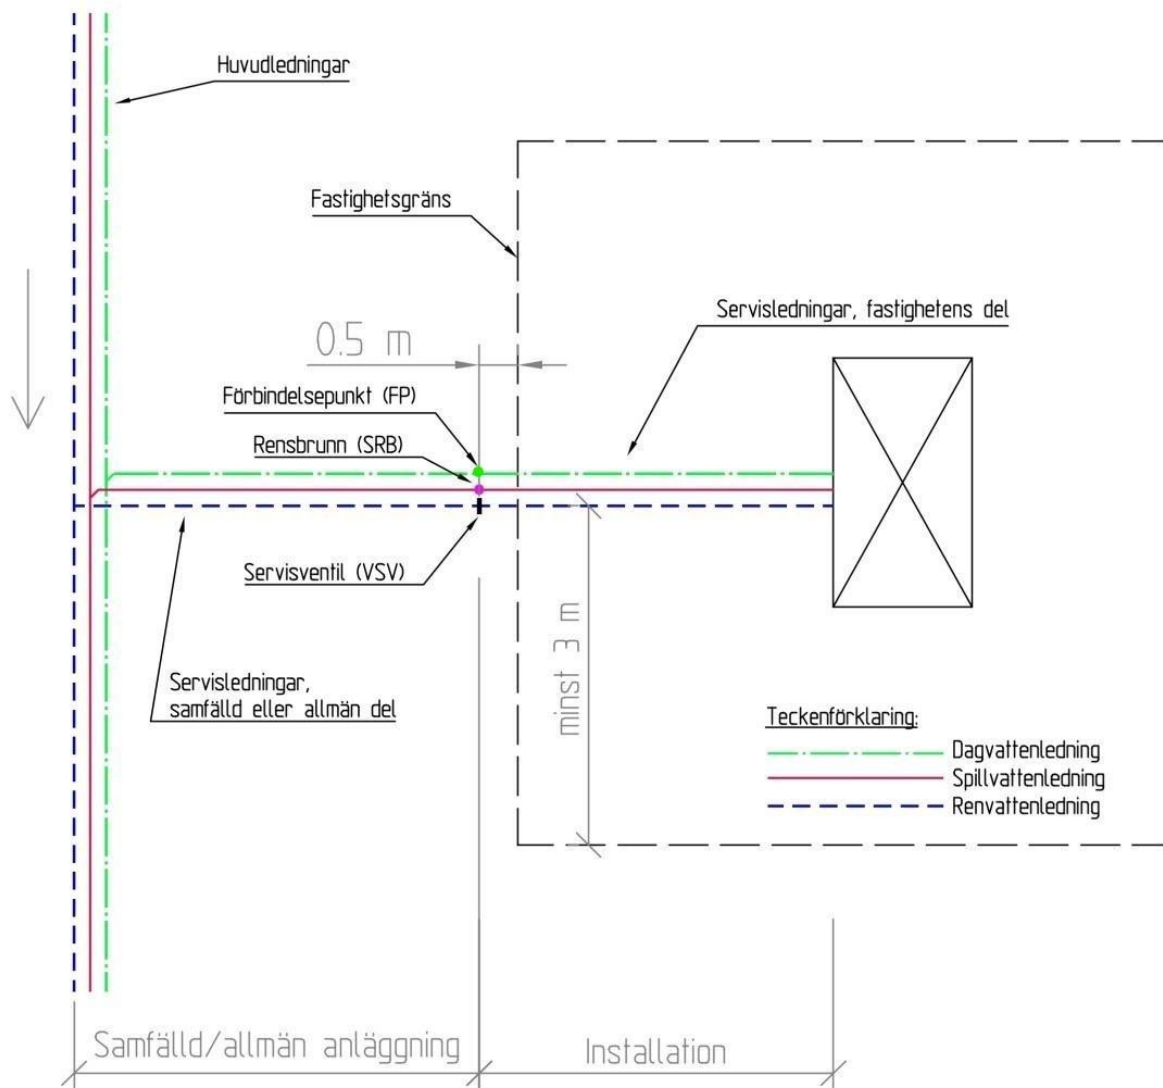 Huvudledningar
Fastighetsgräns
Servisledningar, fastighetens del
0.5 m
Förbindelsepunkt (FP)
Rensbrunn (SRB)
Servisventil (VSV)
minst 3 m
Servisledningar,
samfälld eller allmän del
Teckenförklaring:
Dagvattenledning
Spillvattenledning
Renvattenledning
Samfälld/allmän anläggning
Installation